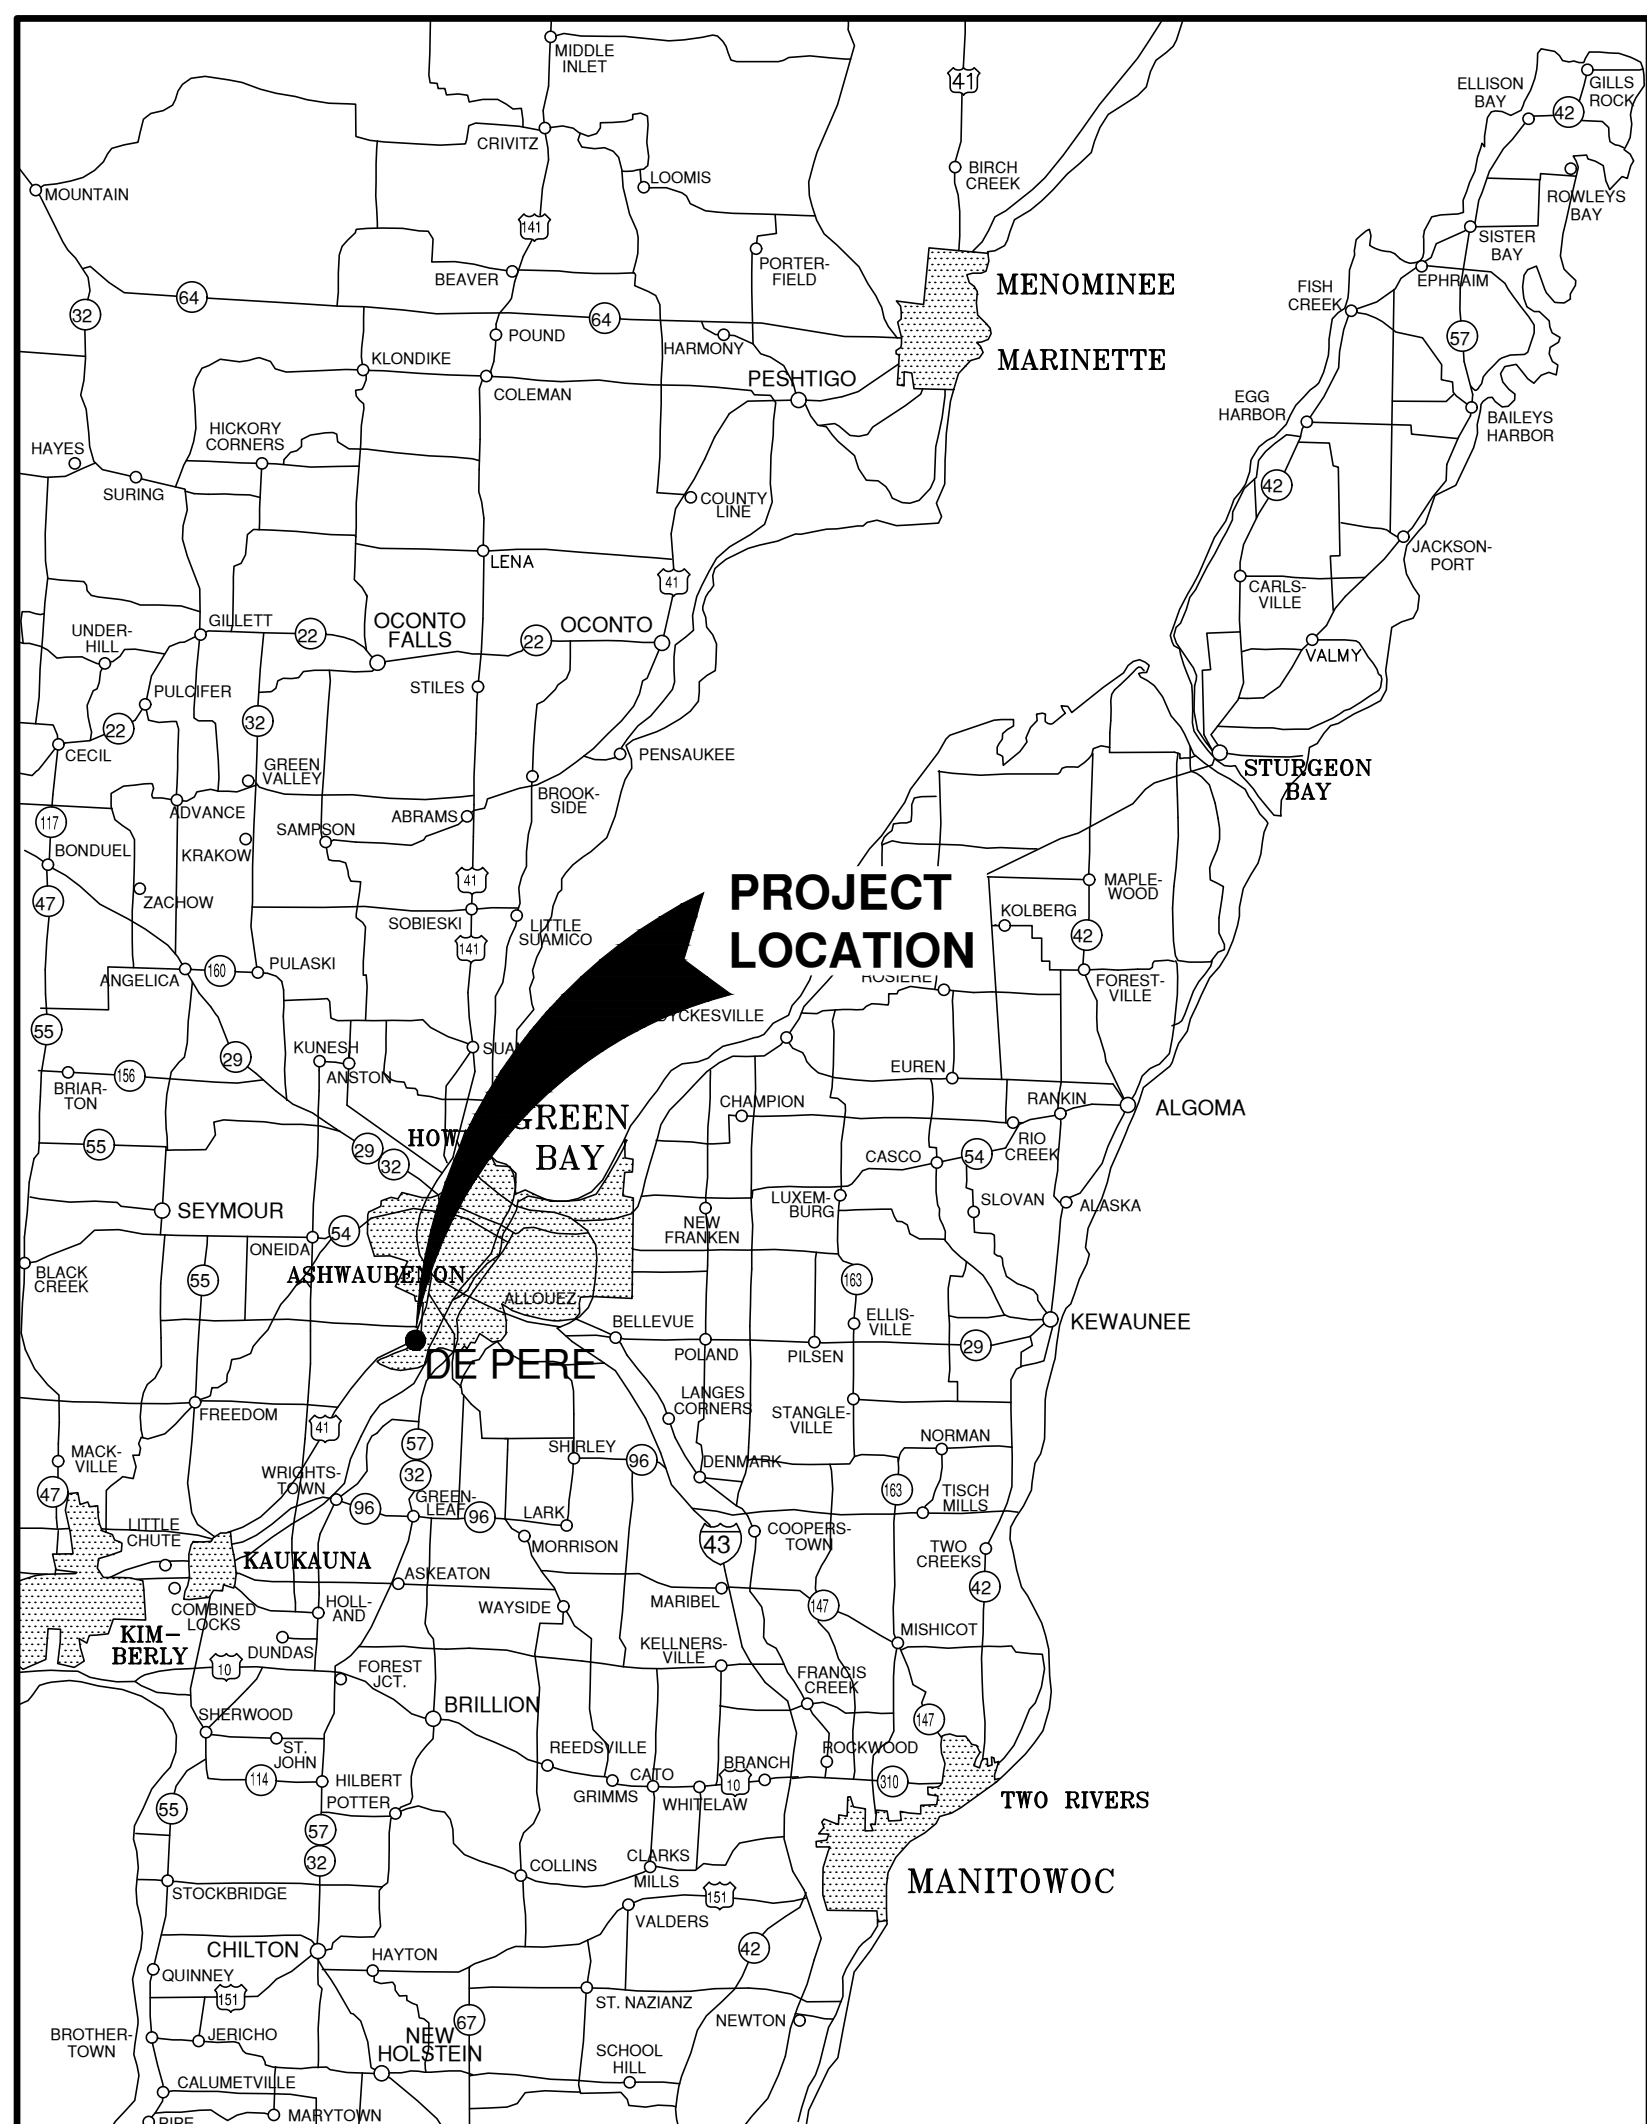 MIDDLE
INLET
41
ELLISON
BAY
GILLS
ROCK
42
CRIVITZ
BIRCH
CREEK
LOOMIS
MOUNTAIN
ROWLEYS
BAY
141
SISTER
BAY
PORTER-
FIELD
BEAVER
MENOMINEE
EPHRAIM
FISH
CREEK
64
32
64
POUND
HARMONY
57
KLONDIKE
MARINETTE
PESHTIGO
COLEMAN
EGG
HARBOR
BAILEYS
HARBOR
HICKORY
CORNERS
HAYES
SURING
42
COUNTY
LINE
JACKSON-
PORT
LENA
41
CARLS-
VILLE
GILLETT
22
OCONTO
FALLS
22
OCONTO
UNDER-
HILL
VALMY
STILES
PULCIFER
32
22
CECIL
PENSAUKEE
STURGEON
BAY
GREEN
VALLEY
BROOK-
SIDE
ADVANCE
ABRAMS
117
SAMPSON
BONDUEL
KRAKOW
41
PROJECT
LOCATION
MAPLE-
WOOD
47
ZACHOW
SOBIESKI
LITTLE
SUAMICO
KOLBERG
42
141
PULASKI
160
ANGELICA
FOREST-
VILLE
ROSIERE
55
YCKESVILLE
KUNESH
SUA
29
ANSTON
EUREN
156
BRIAR-
TON
CHAMPION
RANKIN
ALGOMA
GREEN
BAY
HOW
55
29
32
RIO
CREEK
54
CASCO
SLOVAN
ALASKA
LUXEM-
BURG
SEYMOUR
NEW
FRANKEN
54
ONEIDA
BLACK
CREEK
55
ASHWAUBENON
163
ALLOUEZ
BELLEVUE
ELLIS-
VILLE
KEWAUNEE
29
POLAND
PILSEN
DE PERE
LANGES
CORNERS
STANGLE-
VILLE
FREEDOM
41
57
NORMAN
SHIRLEY
96
DENMARK
MACK-
VILLE
32
WRIGHTS-
TOWN
47
163
TISCH
MILLS
GREEN-
LEAF
96
96
LARK
LITTLE
CHUTE
43
COOPERS-
TOWN
MORRISON
TWO
CREEKS
KAUKAUNA
ASKEATON
42
COMBINED
LOCKS
HOLL-
AND
WAYSIDE
MARIBEL
147
KIM-
BERLY
DUNDAS
MISHICOT
KELLNERS-
VILLE
10
FOREST
JCT.
FRANCIS
CREEK
BRILLION
SHERWOOD
147
ST.
JOHN
REEDSVILLE
BRANCH
ROCKWOOD
114
HILBERT
CATO
10
310
GRIMMS
WHITELAW
TWO RIVERS
POTTER
55
57
32
COLLINS
CLARKS
MILLS
MANITOWOC
STOCKBRIDGE
151
VALDERS
CHILTON
HAYTON
42
QUINNEY
151
ST. NAZIANZ
67
NEWTON
BROTHER-
TOWN
JERICHO
NEW
HOLSTEIN
SCHOOL
HILL
CALUMETVILLE
MARYTOWN
PIPE